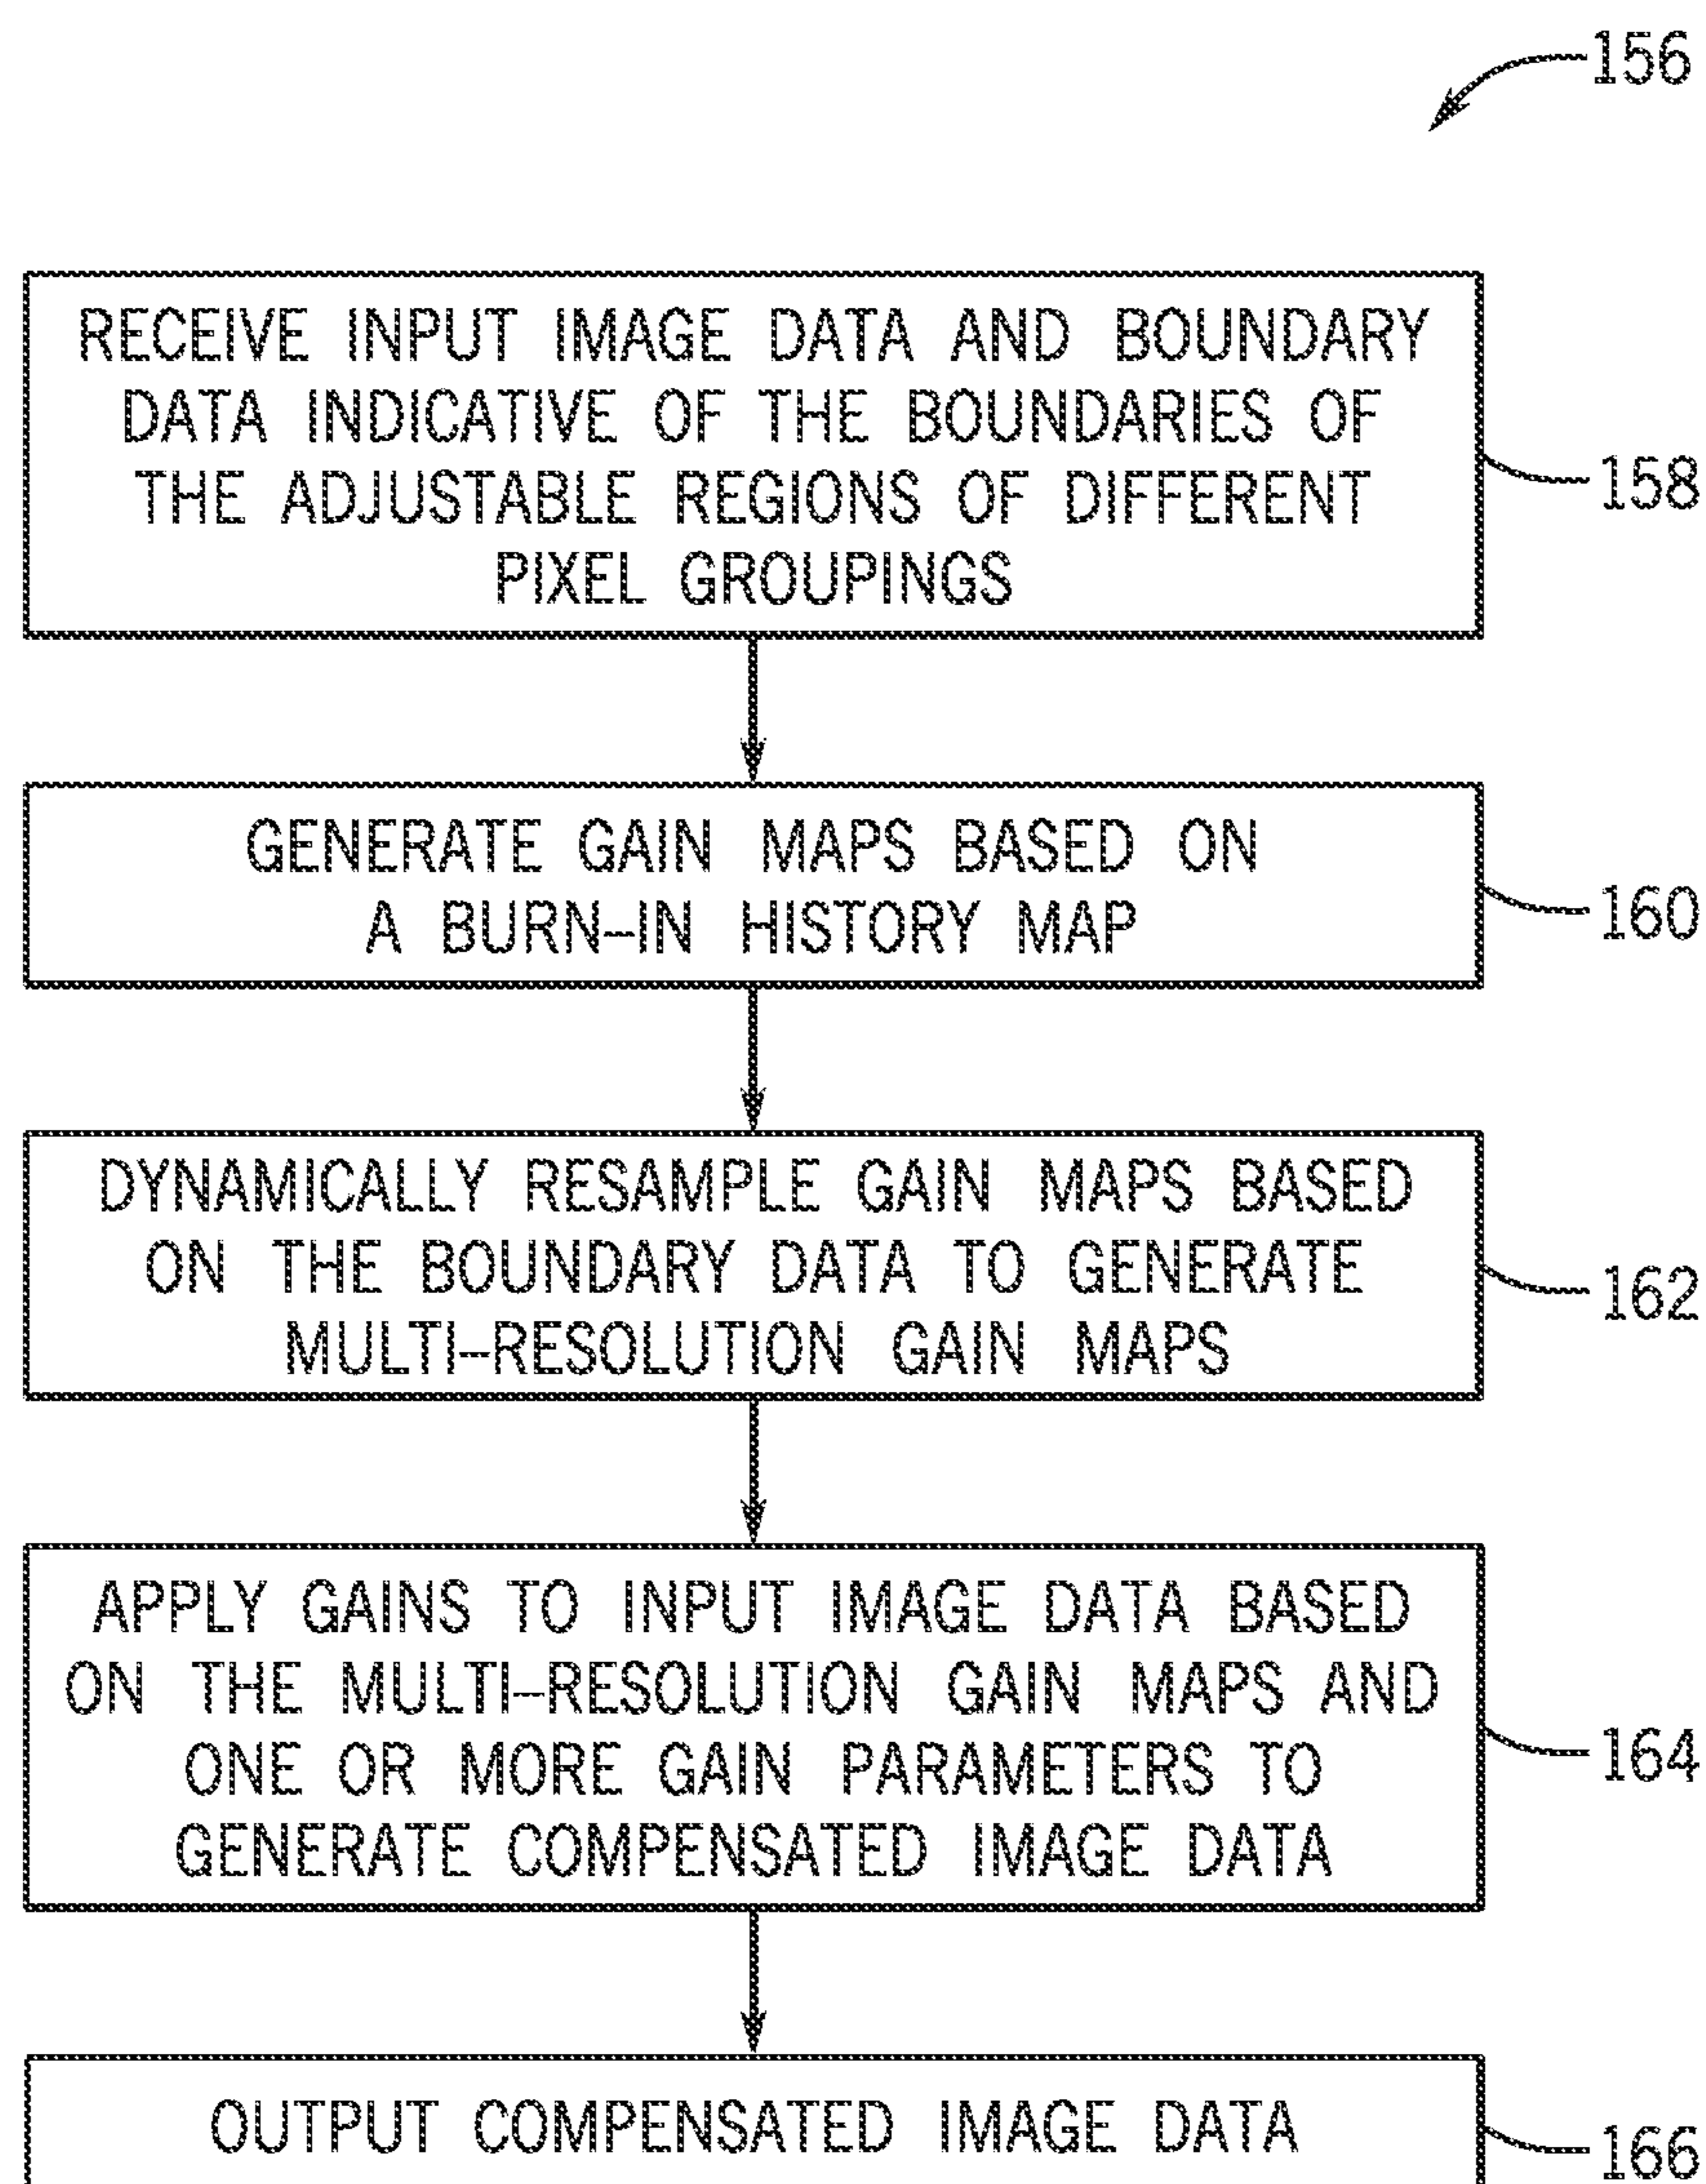 156
RECEIVE INPUT IMAGE DATA AND BOUNDARY
DATA INDICATIVE OF THE BOUNDARIES OF
THE ADJUSTABLE REGIONS OF DIFFERENT
PIXEL GROUPINGS
158
GENERATE GAIN MAPS BASED ON
A BURN–IN HISTORY MAP
160
DYNAMICALLY RESAMPLE GAIN MAPS BASED
ON THE BOUNDARY DATA TO GENERATE
MULTI–RESOLUTION GAIN MAPS
162
APPLY GAINS TO INPUT IMAGE DATA BASED
ON THE MULTI–RESOLUTION GAIN MAPS AND
ONE OR MORE GAIN PARAMETERS TO
GENERATE COMPENSATED IMAGE DATA
164
OUTPUT COMPENSATED IMAGE DATA
166